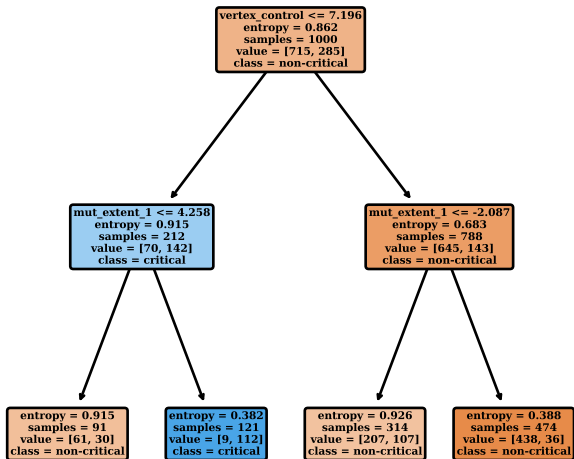 vertex_control <= 7.196
entropy = 0.862
samples = 1000
value = [715, 285]
class = non-critical
mut_extent_1 <= 4.258
entropy = 0.915
samples = 212
value = [70, 142]
class = critical
mut_extent_1 <= -2.087
entropy = 0.683
samples = 788
value = [645, 143]
class = non-critical
entropy = 0.915
samples = 91
value = [61, 30]
class = non-critical
entropy = 0.382
samples = 121
value = [9, 112]
class = critical
entropy = 0.926
samples = 314
value = [207, 107]
class = non-critical
entropy = 0.388
samples = 474
value = [438, 36]
class = non-critical